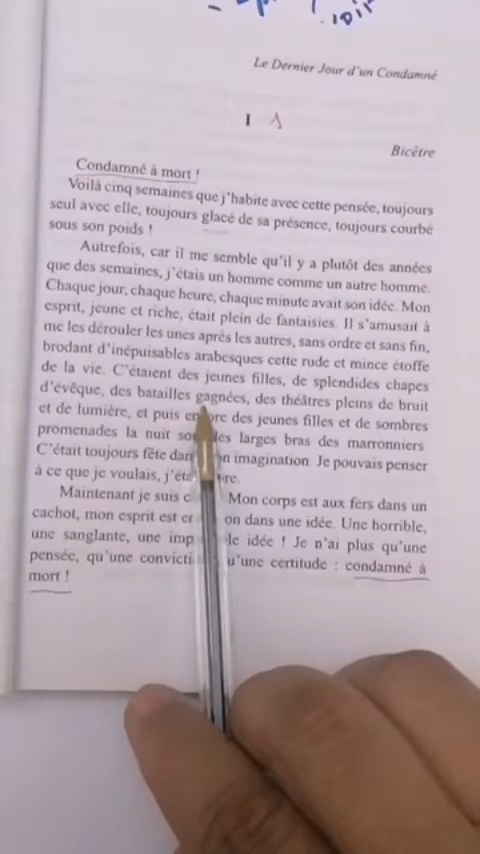 Le Dernier Jour d'un Condamné
I
Bicêtre
Condamné à mort !
Voilà cinq semaines que j'habite avec cette pensée, toujours
seul avec elle, toujours glacé de sa présence, toujours courbé
sous son poids !
Autrefois, car il me semble qu'il y a plutôt des années
que des semaines, j'étais un homme comme un autre homme.
Chaque jour, chaque heure, chaque minute avait son idée. Mon
esprit, jeune et riche, était plein de fantaisies. Il s'amusait à
me les dérouler les unes après les autres, sans ordre et sans fin,
brodant d'inépuisables arabesques cette rude et mince étoffe
de la vie. C'étaient des jeunes filles, de splendides chapes
d'évêque, des batailles gagnées, des théâtres pleins de bruit
et de lumière, et puis encore des jeunes filles et de sombres
promenades la nuit sous les larges bras des marronniers
C'était toujours fête dans mon imagination. Je pouvais penser
à ce que je voulais, j'étais libre.
Maintenant je suis Mon corps est aux fers dans un
cachot, mon esprit est en dans une idée. Une horrible,
une sanglante, une idée ! Je n'ai plus qu'une
pensée, qu'une conviction, qu'une certitude : condamné à
mort !